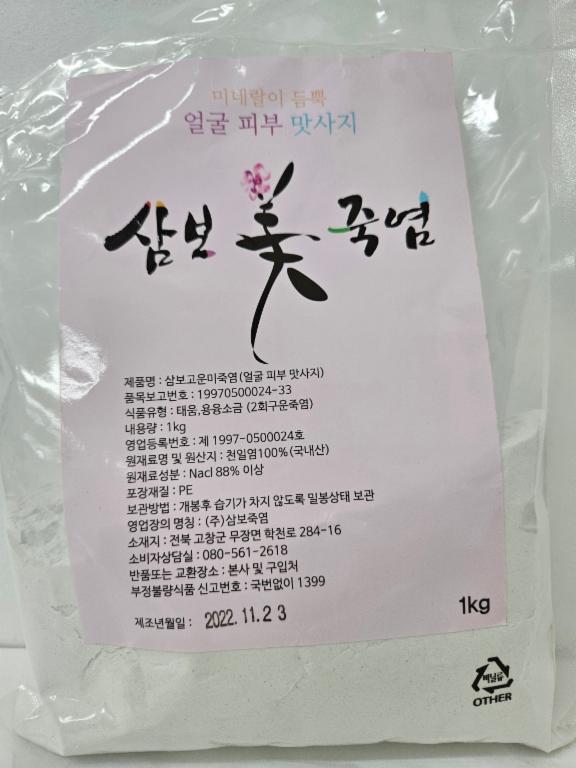 미네랄이 듬뿍
얼굴 피부 맛사지
삼보 美 죽염
제품명 : 삼보고운미죽염(얼굴 피부 맛사지)
품목보고번호 : 19970500024-33
식품유형 : 태움,용융소금 (2회구운죽염)
내용량 : 1kg
영업등록번호 : 제 1997-0500024호
원재료명 및 원산지 : 천일염100%(국내산)
원재료성분 : Nacl 88% 이상
포장재질 : PE
보관방법 : 개봉후 습기가 차지 않도록 밀봉상태 보관
영업장의 명칭 : (주)삼보죽염
소재지 : 전북 고창군 무장면 학천로 284-16
소비자상담실 : 080-561-2618
반품또는 교환장소 : 본사 및 구입처
부정불량식품 신고번호 : 국번없이 1399
제조년월일 : 2022.11.23
1kg
비닐류
OTHER